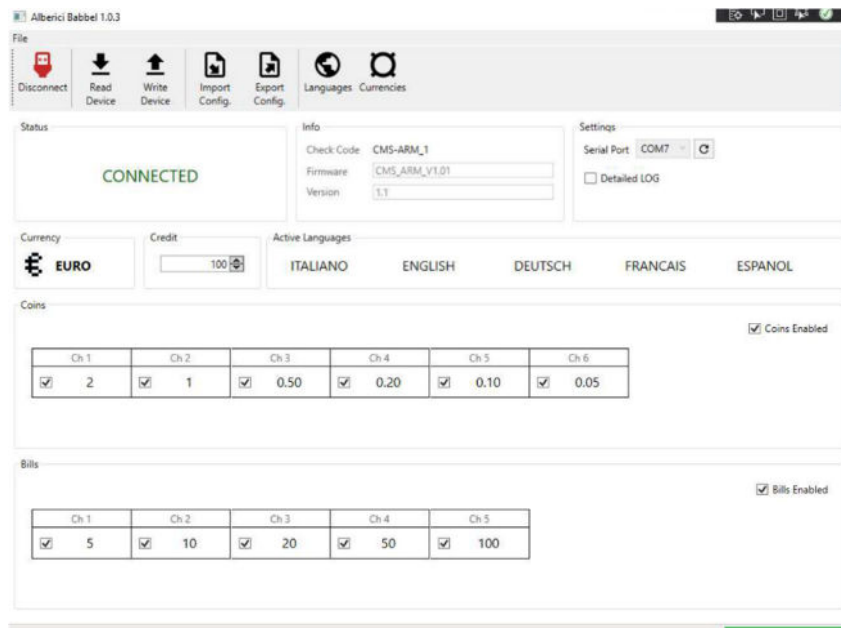 Alberici Babbel 1.0.3
File
Disconnect
Read
Device
Write
Device
Import
Config.
Export
Config.
Languages
Currencies
Status
CONNECTED
Info
Check Code CMS-ARM_1
Firmware CMS_ARM_V1.01
Version 1.1
Settings
Serial Port COM7
Detailed LOG
Currency
€ EURO
Credit
100
Active Languages
ITALIANO ENGLISH DEUTSCH FRANCAIS ESPANOL
Coins
Coins Enabled
Ch 1 Ch 2 Ch 3 Ch 4 Ch 5 Ch 6
2 1 0.50 0.20 0.10 0.05
Bills
Bills Enabled
Ch 1 Ch 2 Ch 3 Ch 4 Ch 5
5 10 20 50 100